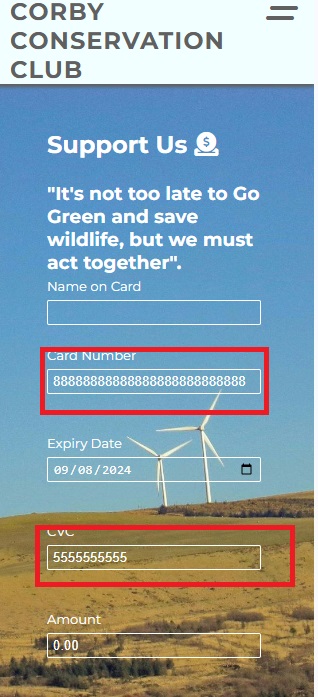 CORBY
CONSERVATION
CLUB
Support Us
"It's not too late to Go
Green and save
wildlife, but we must
act together".
Name on Card
Card Number
88888888888888888888888888
Expiry Date
09/08/2024
CVC
5555555555
Amount
0.00